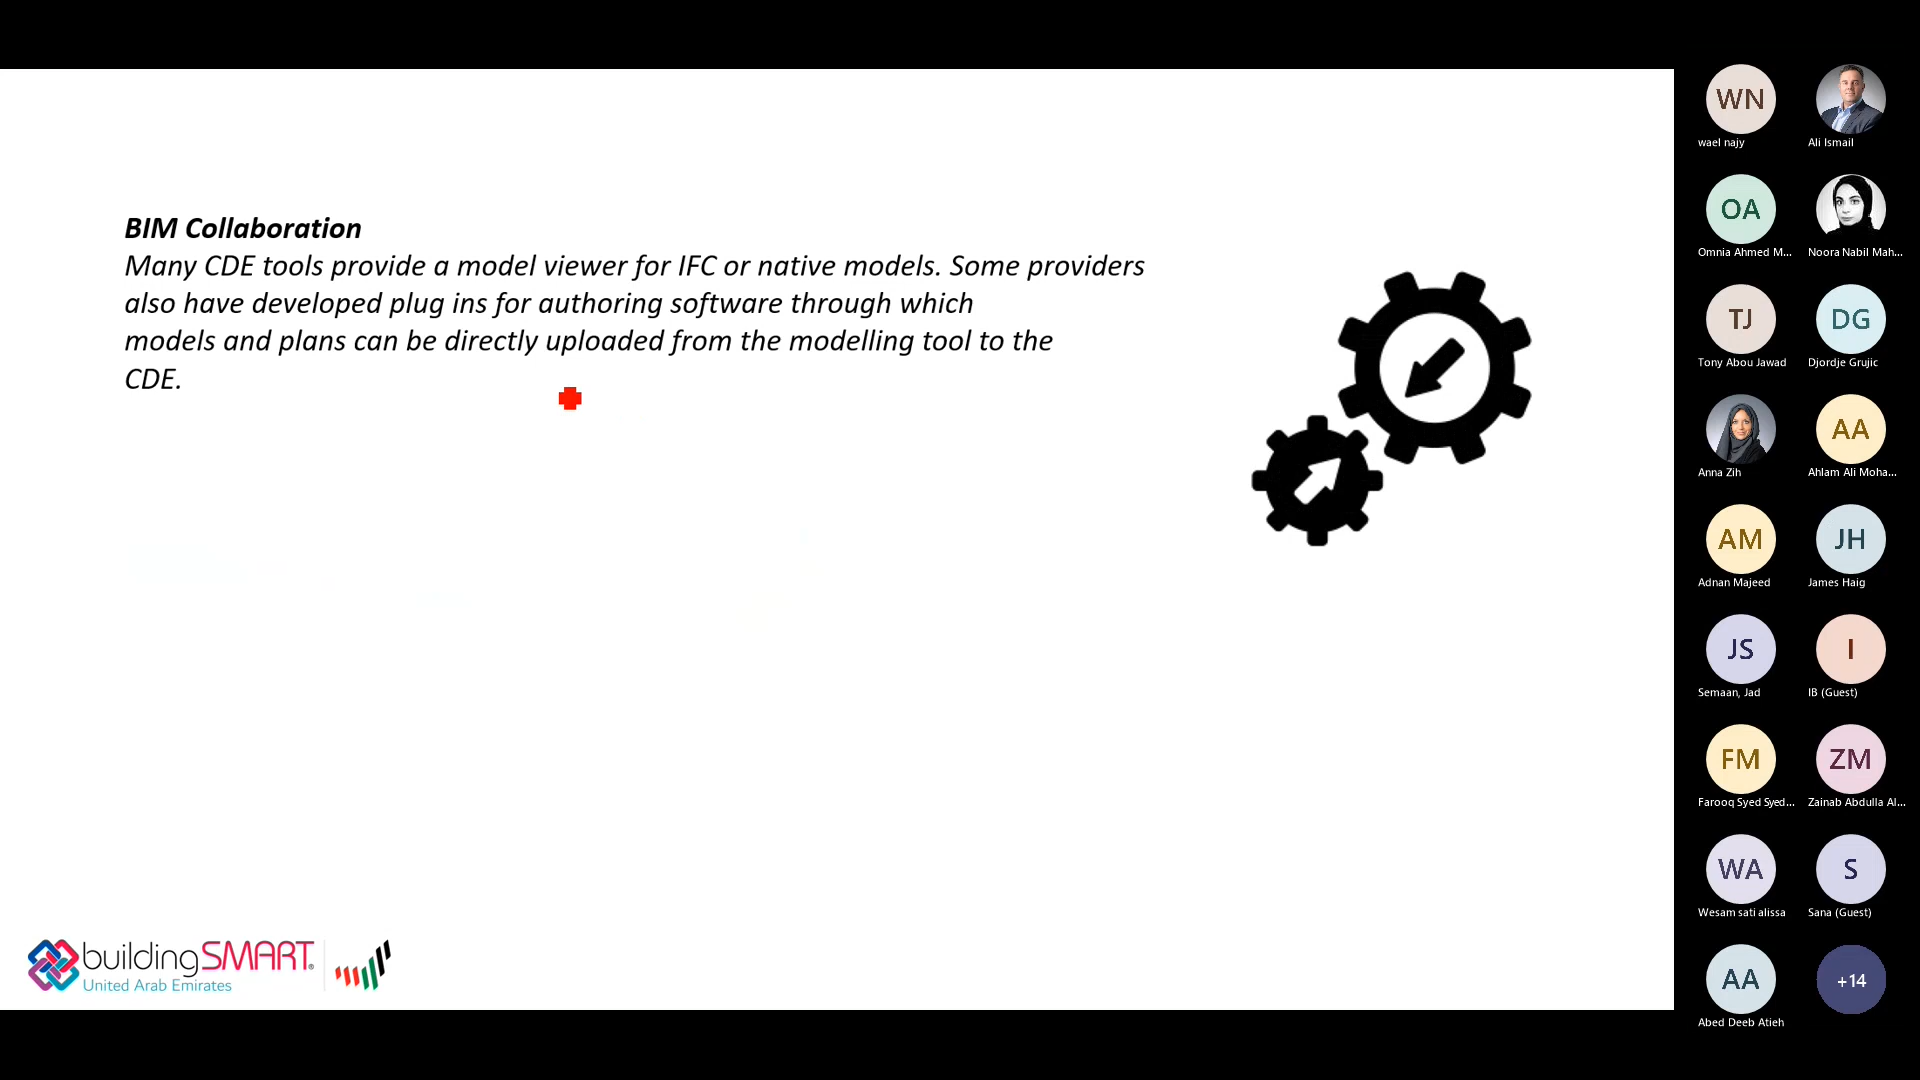 BIM Collaboration
Many CDE tools provide a model viewer for IFC or native models. Some providers
also have developed plug ins for authoring software through which
models and plans can be directly uploaded from the modelling tool to the
CDE.
buildingSMART®
United Arab Emirates
WN
wael najy
Ali Ismail
OA
Omnia Ahmed M...
Noora Nabil Mah...
TJ
Tony Abou Jawad
DG
Djordje Grujic
Anna Zih
AA
Ahlam Ali Moha...
AM
Adnan Majeed
JH
James Haig
JS
Semaan, Jad
I
IB (Guest)
FM
Farooq Syed Syed...
ZM
Zainab Abdulla Al...
WA
Wesam sati alissa
S
Sana (Guest)
AA
Abed Deeb Atieh
+14